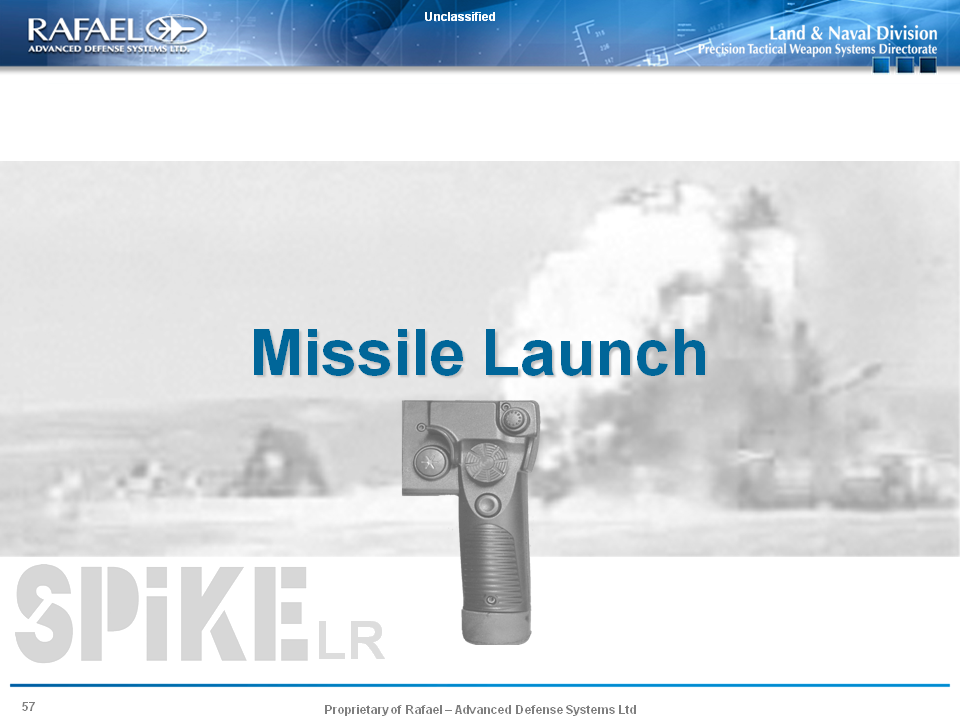 Unclassified
RAFAEL
ADVANCED DEFENSE SYSTEMS LTD.
Land & Naval Division
Precision Tactical Weapon Systems Directorate
Missile Launch
SPiKE LR
57
Proprietary of Rafael – Advanced Defense Systems Ltd